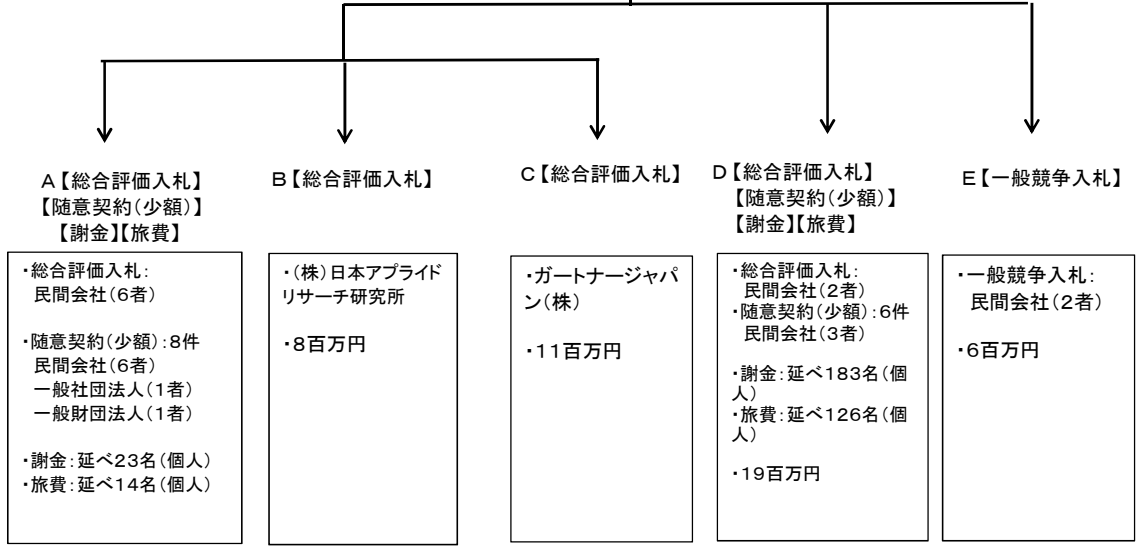 A【総合評価入札】
【随意契約(少額)】
【謝金】【旅費】
・総合評価入札:
民間会社(6者)
・随意契約(少額):8件
民間会社(6者)
一般社団法人(1者)
一般財団法人(1者)
・謝金:延べ23名(個人)
・旅費:延べ14名(個人)
B【総合評価入札】
・(株)日本アプライド
リサーチ研究所
・8百万円
C【総合評価入札】
・ガートナージャパ
ン(株)
・11百万円
D【総合評価入札】
【随意契約(少額)】
【謝金】【旅費】
・総合評価入札:
民間会社(2者)
・随意契約(少額):6件
民間会社(3者)
・謝金:延べ183名(個
人)
・旅費:延べ126名(個
人)
・19百万円
E【一般競争入札】
・一般競争入札:
民間会社(2者)
・6百万円